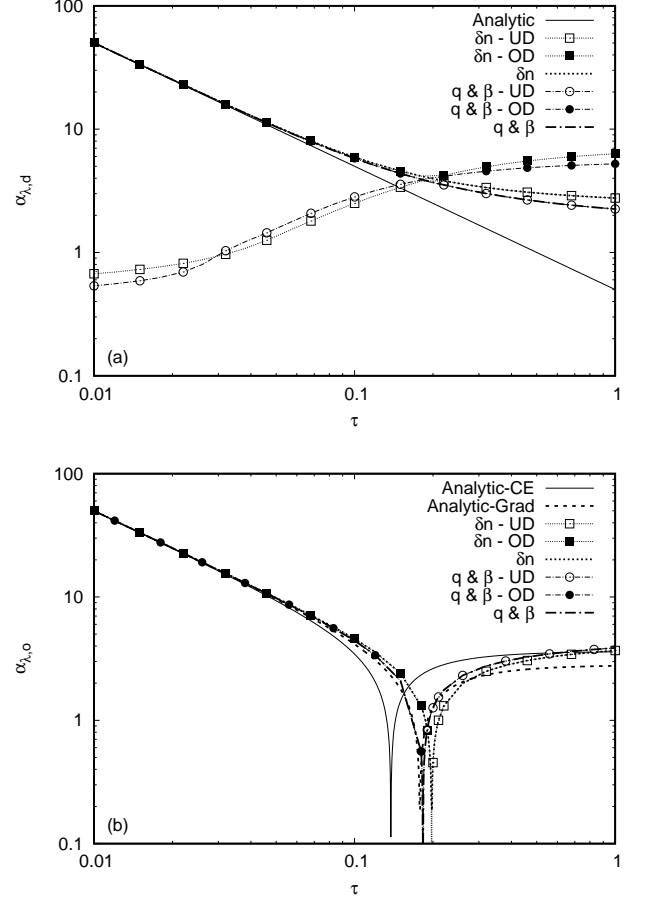 100
10
1
0.1
α_{λ,d}
Analytic
δn - UD
δn - OD
δn
q & β - UD
q & β - OD
q & β
(a)
0.01
0.1
1
τ
100
10
1
0.1
α_{λ,o}
Analytic-CE
Analytic-Grad
δn - UD
δn - OD
δn
q & β - UD
q & β - OD
q & β
(b)
0.01
0.1
1
τ